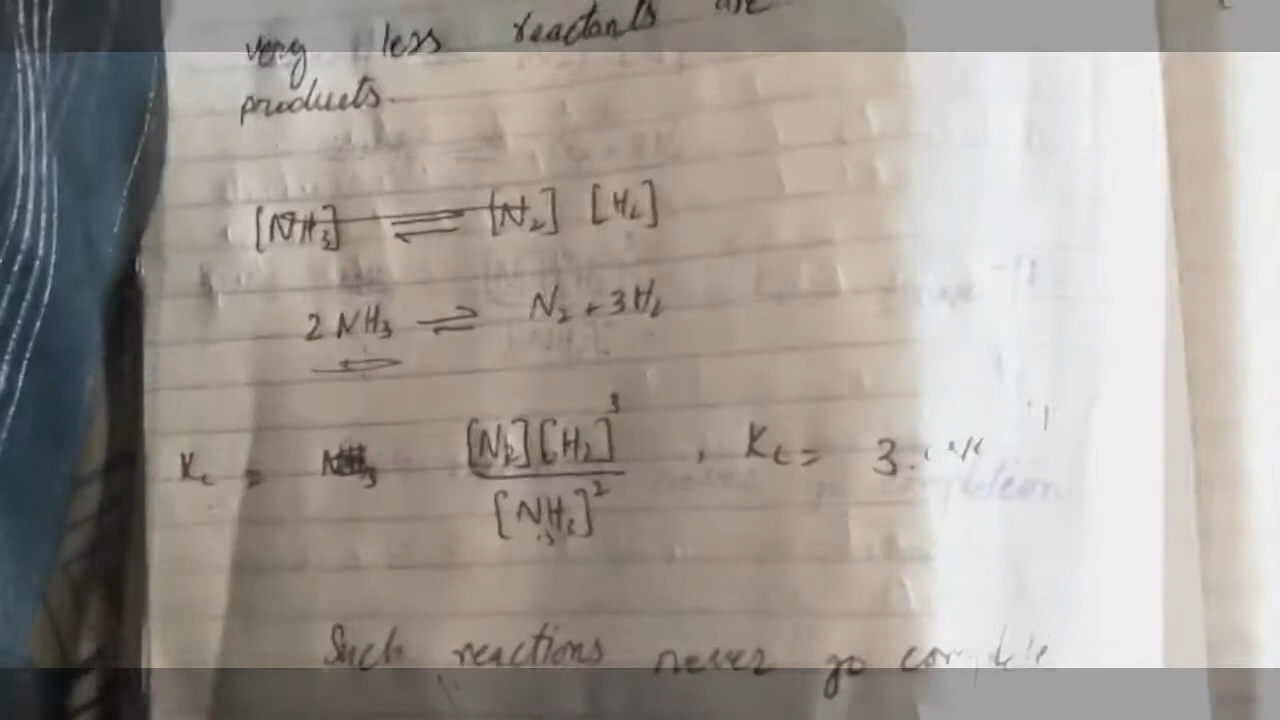 very less reactants are
products.
[NH3] ⇌ [N2] [H2]
2 NH3 ⇌ N2 + 3H2
Kc = [N2][H2]^3 / [NH3]^2 , Kc = 3.
Such reactions never go complete